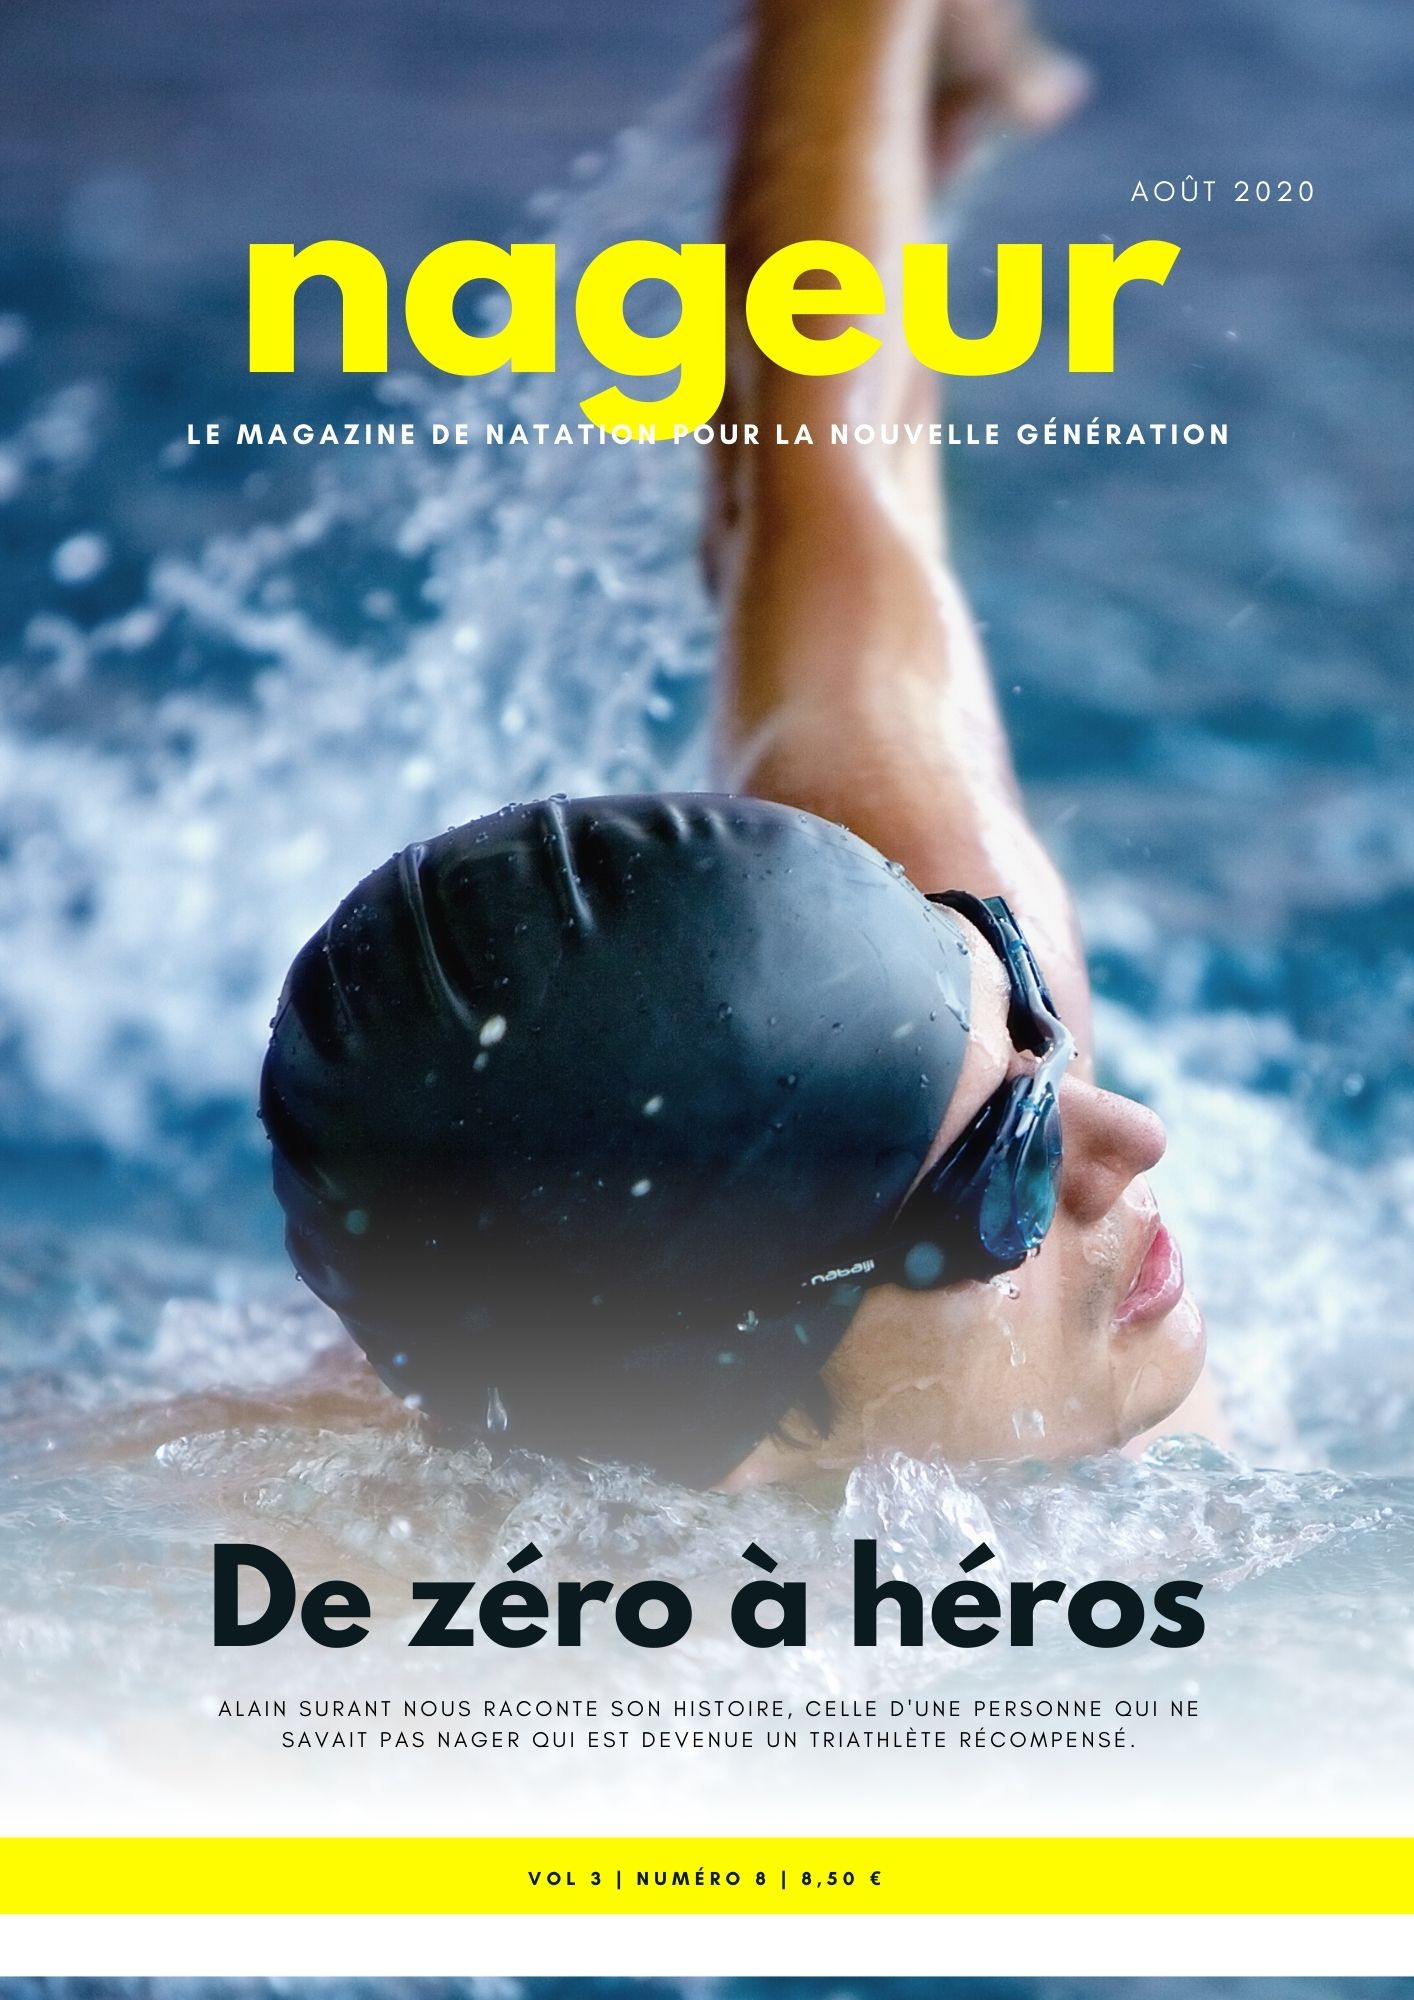 AOÛT 2020
nageur
LE MAGAZINE DE NATATION POUR LA NOUVELLE GÉNÉRATION
nabaiji
De zéro à héros
ALAIN SURANT NOUS RACONTE SON HISTOIRE, CELLE D'UNE PERSONNE QUI NE
SAVAIT PAS NAGER QUI EST DEVENUE UN TRIATHLÈTE RÉCOMPENSÉ.
VOL 3 | NUMÉRO 8 | 8,50 €